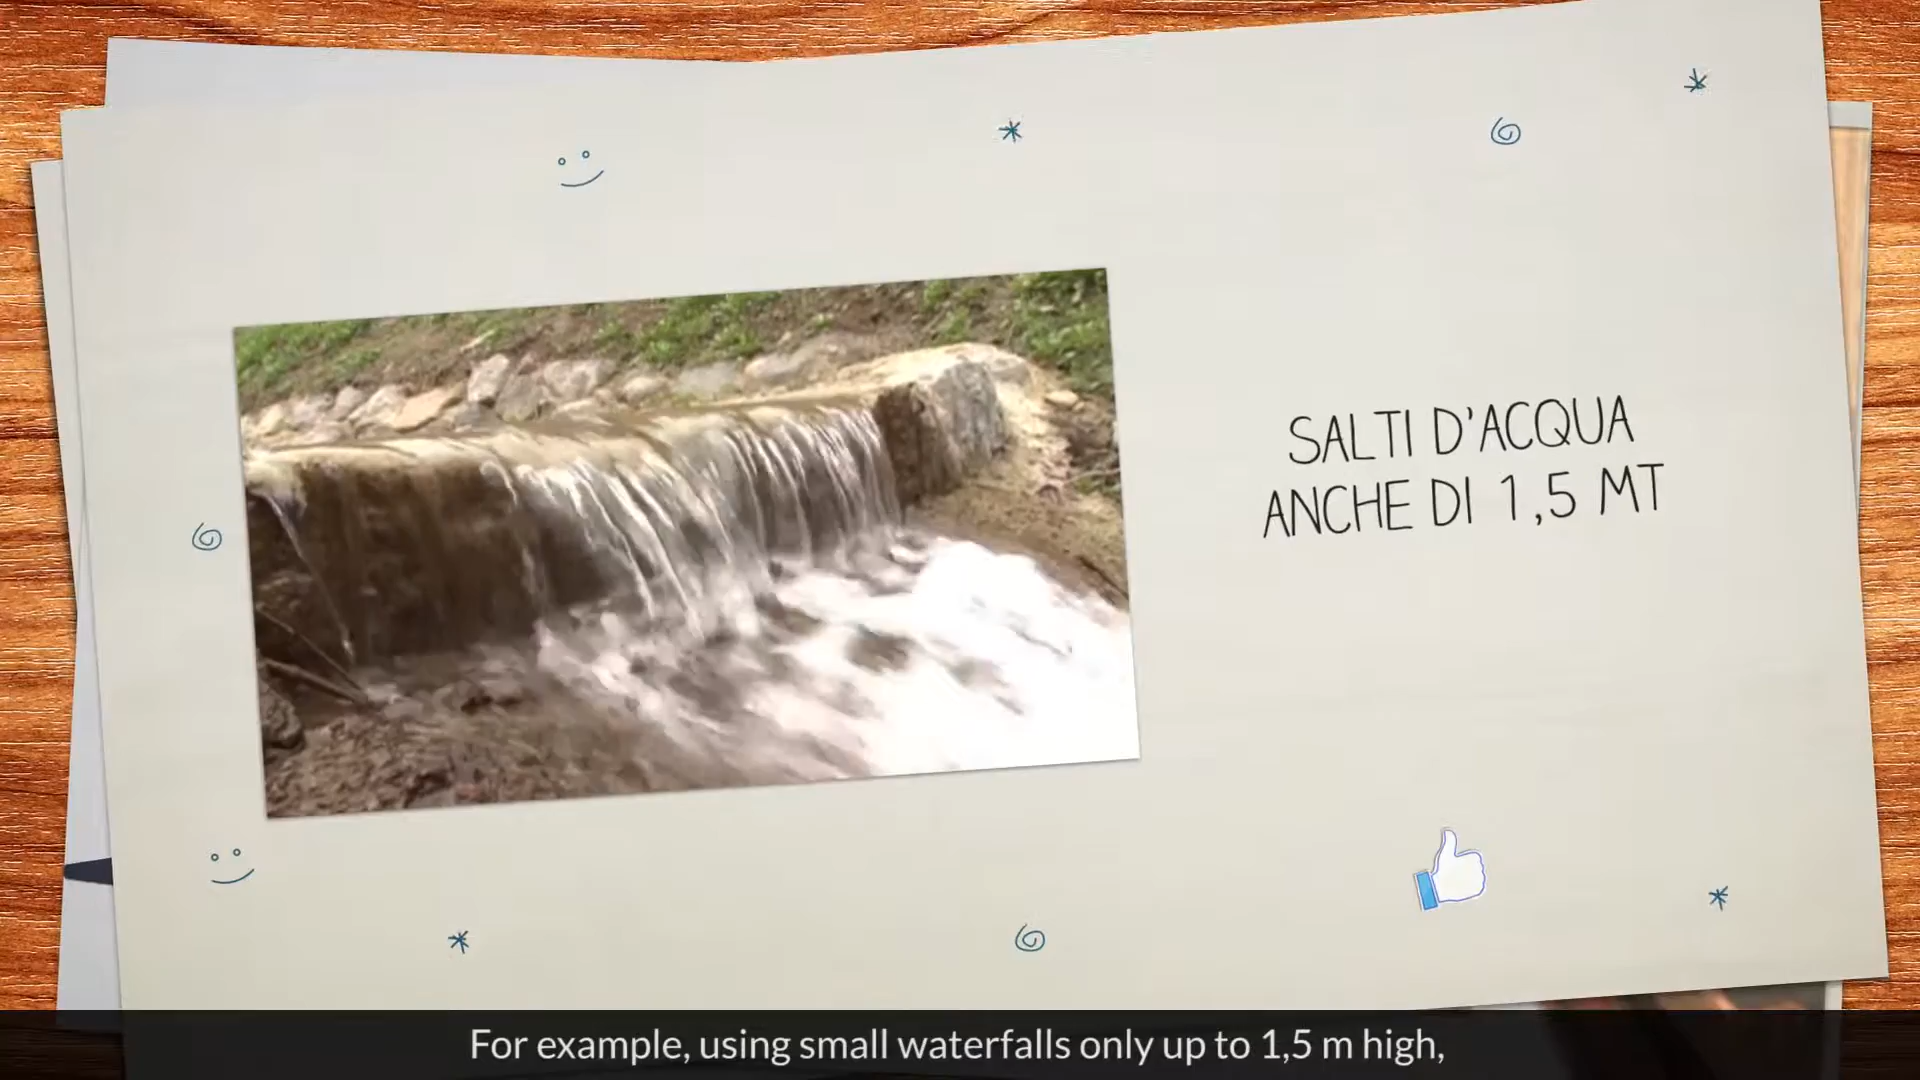 SALTI D'ACQUA
ANCHE DI 1,5 MT
For example, using small waterfalls only up to 1,5 m high,